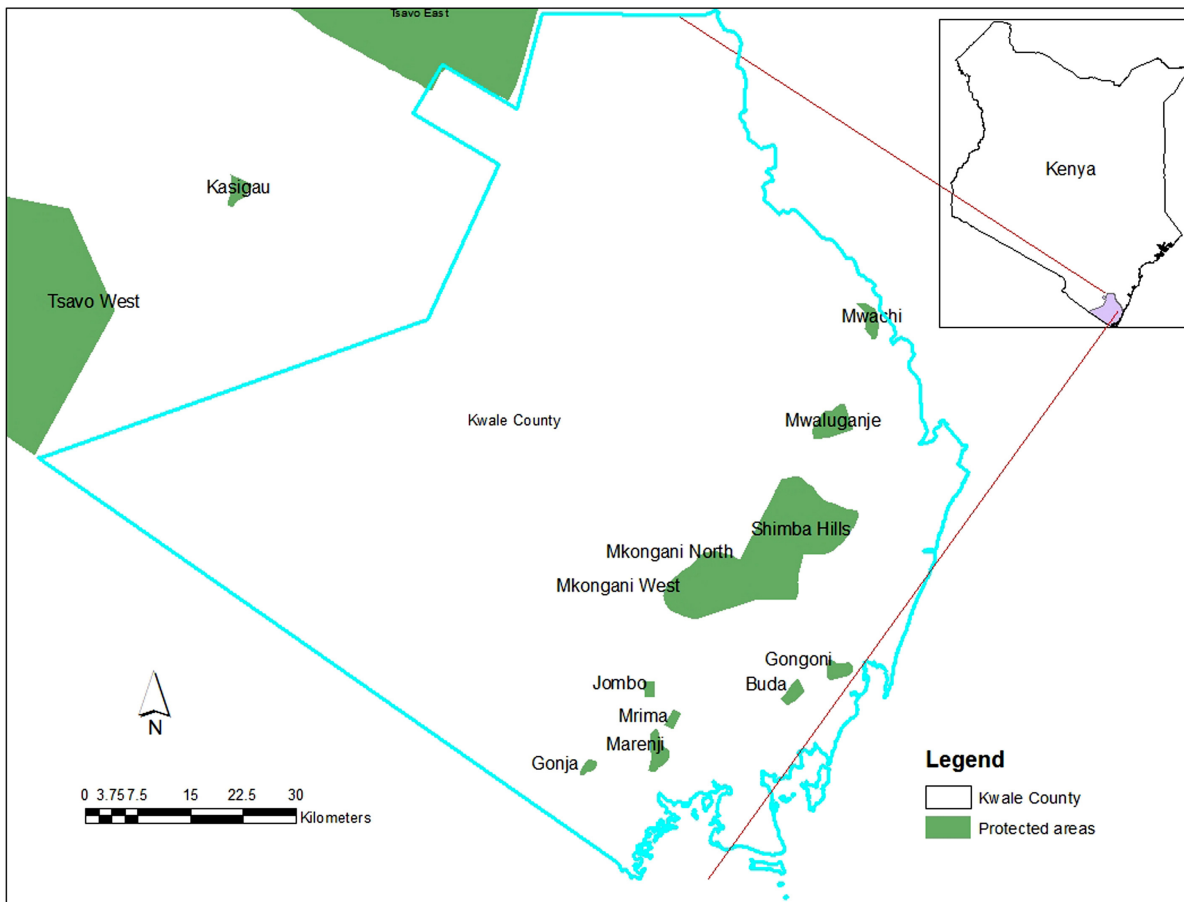 Tsavo East
Kasigau
Kenya
Tsavo West
Mwachi
Kwale County
Mwaluganje
Shimba Hills
Mkongani North
Mkongani West
Gongoni
Jombo
Buda
Mrima
Marenji
Gonja
N
0 3.75 7.5 15 22.5 30
Kilometers
Legend
Kwale County
Protected areas